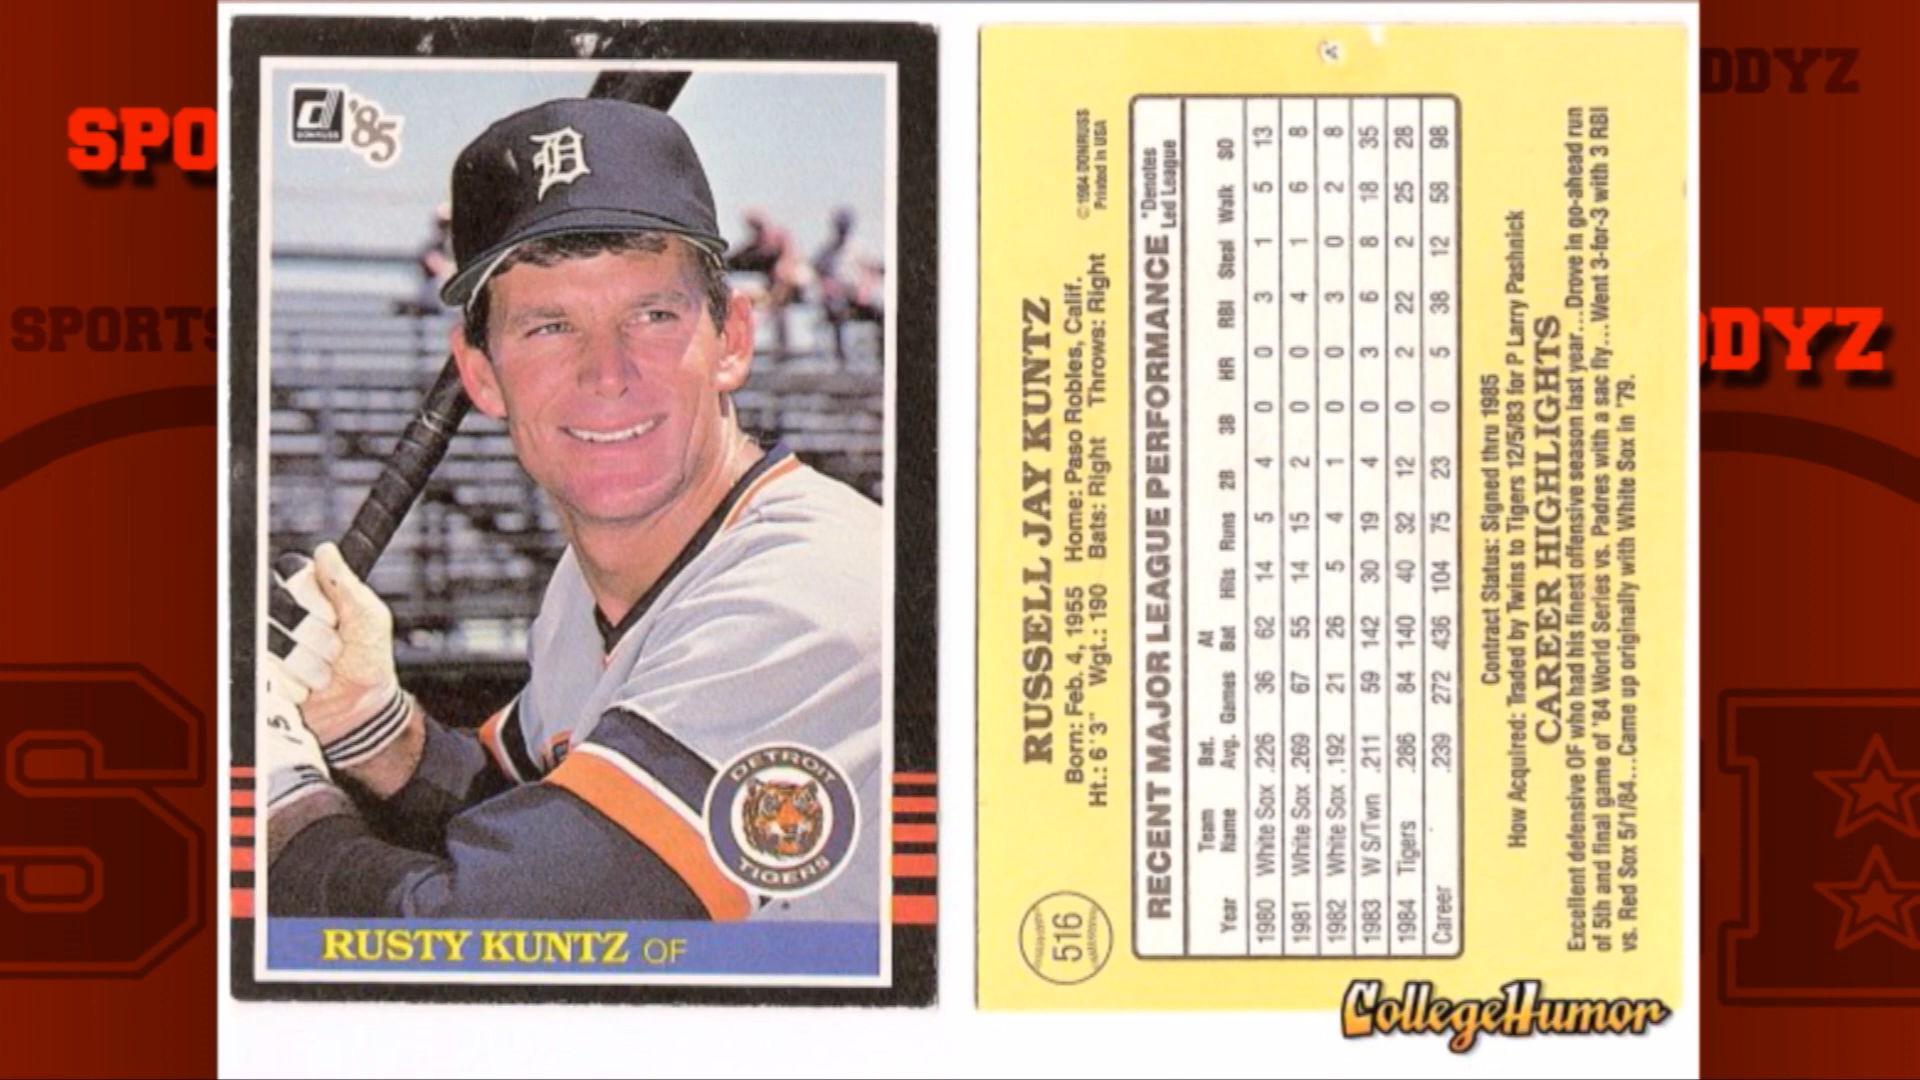 SPO
SPORTS
DDYZ
DDYZ
d
DONRUSS
'85
D
DETROIT
TIGERS
RUSTY KUNTZ OF
516
RUSSELL JAY KUNTZ
©1984 DONRUSS
Printed in USA
Born: Feb. 4, 1955 Home: Paso Robles, Calif.
Ht.: 6'3" Wgt.: 190 Bats: Right Throws: Right
RECENT MAJOR LEAGUE PERFORMANCE *Denotes Led League
Year Team Name Bat. Avg. Games At Bat Hits Runs 2B 3B HR RBI Steal Walk SO
1980 White Sox .226 36 62 14 5 4 0 0 3 1 5 13
1981 White Sox .269 67 55 14 15 2 0 0 4 1 6 8
1982 White Sox .192 21 26 5 4 1 0 0 3 0 2 8
1983 W S/Twn .211 59 142 30 19 4 0 3 6 8 18 35
1984 Tigers .286 84 140 40 32 12 0 2 22 2 25 28
Career .239 272 436 104 75 23 0 5 38 12 58 98
Contract Status: Signed thru 1985
How Acquired: Traded by Twins to Tigers 12/5/83 for P Larry Pashnick
CAREER HIGHLIGHTS
Excellent defensive OF who had his finest offensive season last year...Drove in go-ahead run
of 5th and final game of '84 World Series vs. Padres with a sac fly...Went 3-for-3 with 3 RBI
vs. Red Sox 5/1/84...Came up originally with White Sox in '79.
CollegeHumor